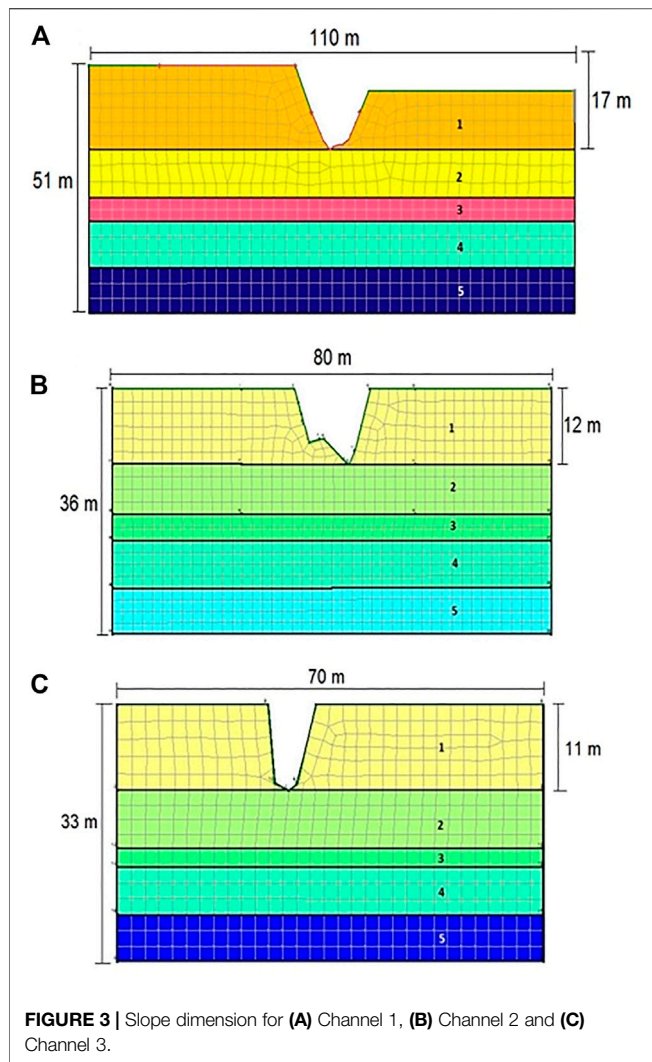 A
110 m
17 m
51 m
1
2
3
4
5
B
80 m
12 m
36 m
1
2
3
4
5
C
70 m
11 m
33 m
1
2
3
4
5
FIGURE 3 | Slope dimension for (A) Channel 1, (B) Channel 2 and (C)
Channel 3.